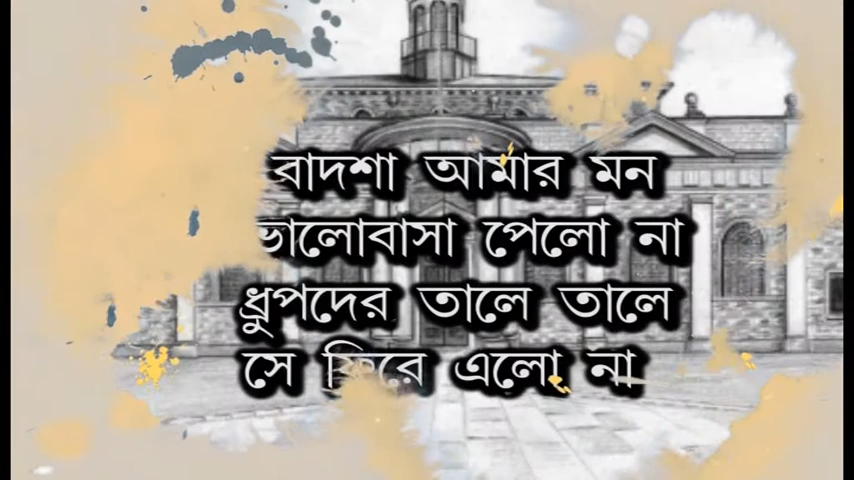 বাদশা আমার মন
ভালোবাসা পেলো না
ধ্রুপদের তালে তালে
সে ফিরে এলো না